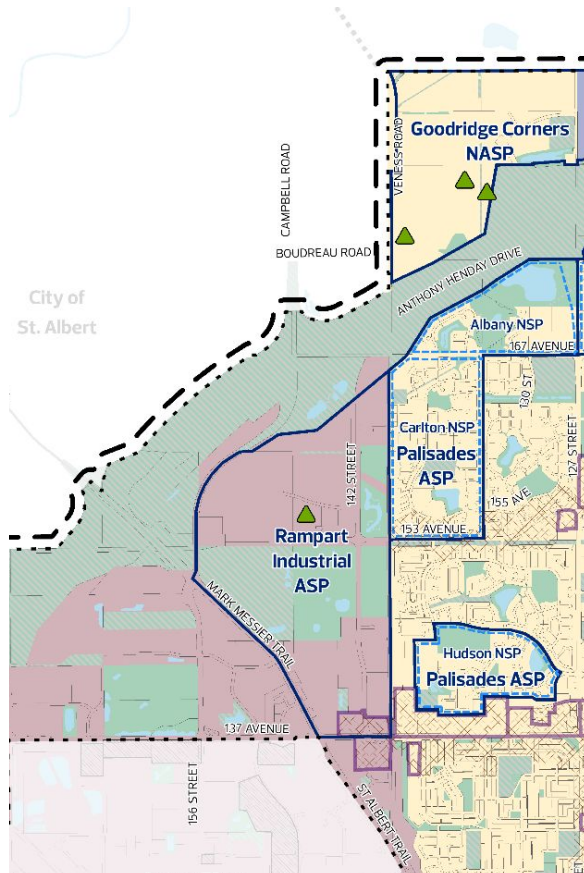 Goodridge Corners
NASP
VENESS ROAD
CAMPBELL ROAD
BOUDREAU ROAD
ANTHONY HENDAY DRIVE
City of
St. Albert
Albany NSP
167 AVENUE
130 ST
127 STREET
Carlton NSP
Palisades
ASP
142 STREET
155 AVE
153 AVENUE
Rampart
Industrial
ASP
MARK MESSIER TRAIL
Hudson NSP
Palisades ASP
137 AVENUE
156 STREET
ST ALBERT TRAIL